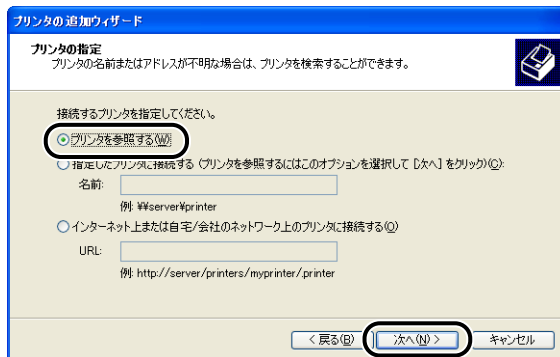 プリンタの追加ウィザード
プリンタの指定
プリンタの名前またはアドレスが不明な場合は、プリンタを検索することができます。
接続するプリンタを指定してください。
プリンタを参照する(W)
指定したプリンタに接続する (プリンタを参照するにはこのオプションを選択して [次へ] をクリック)(C):
名前:
例: ¥¥server¥printer
インターネット上または自宅/会社のネットワーク上のプリンタに接続する(O)
URL:
例: http://server/printers/myprinter/.printer
< 戻る(B) 次へ(N) > キャンセル